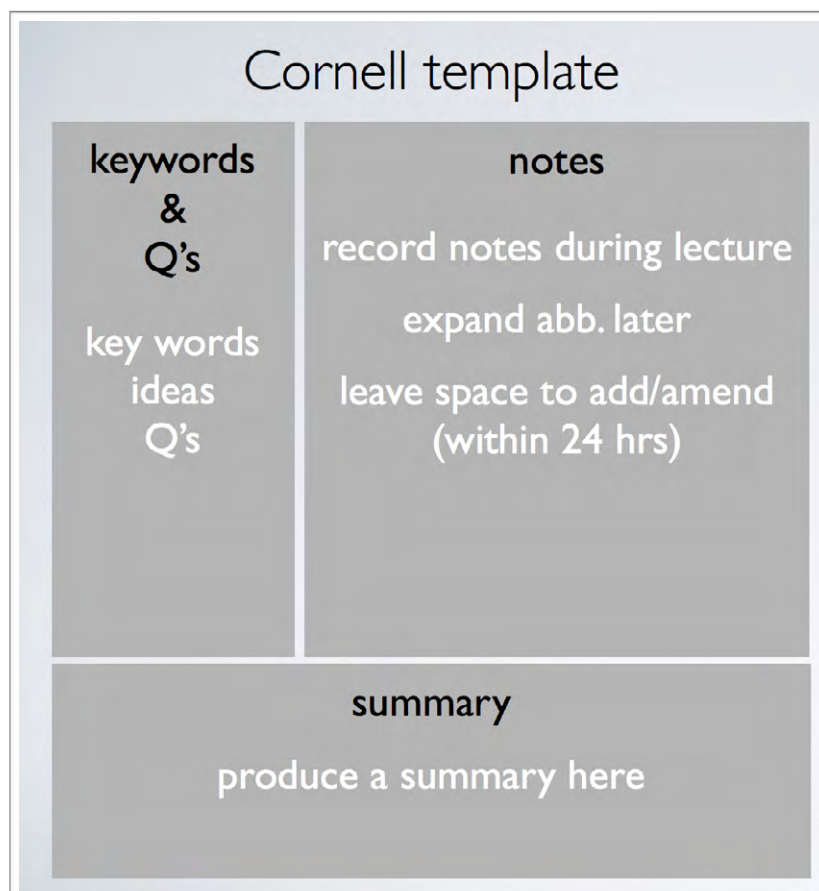 Cornell template
keywords
&
Q's
key words
ideas
Q's
notes
record notes during lecture
expand abb. later
leave space to add/amend
(within 24 hrs)
summary
produce a summary here